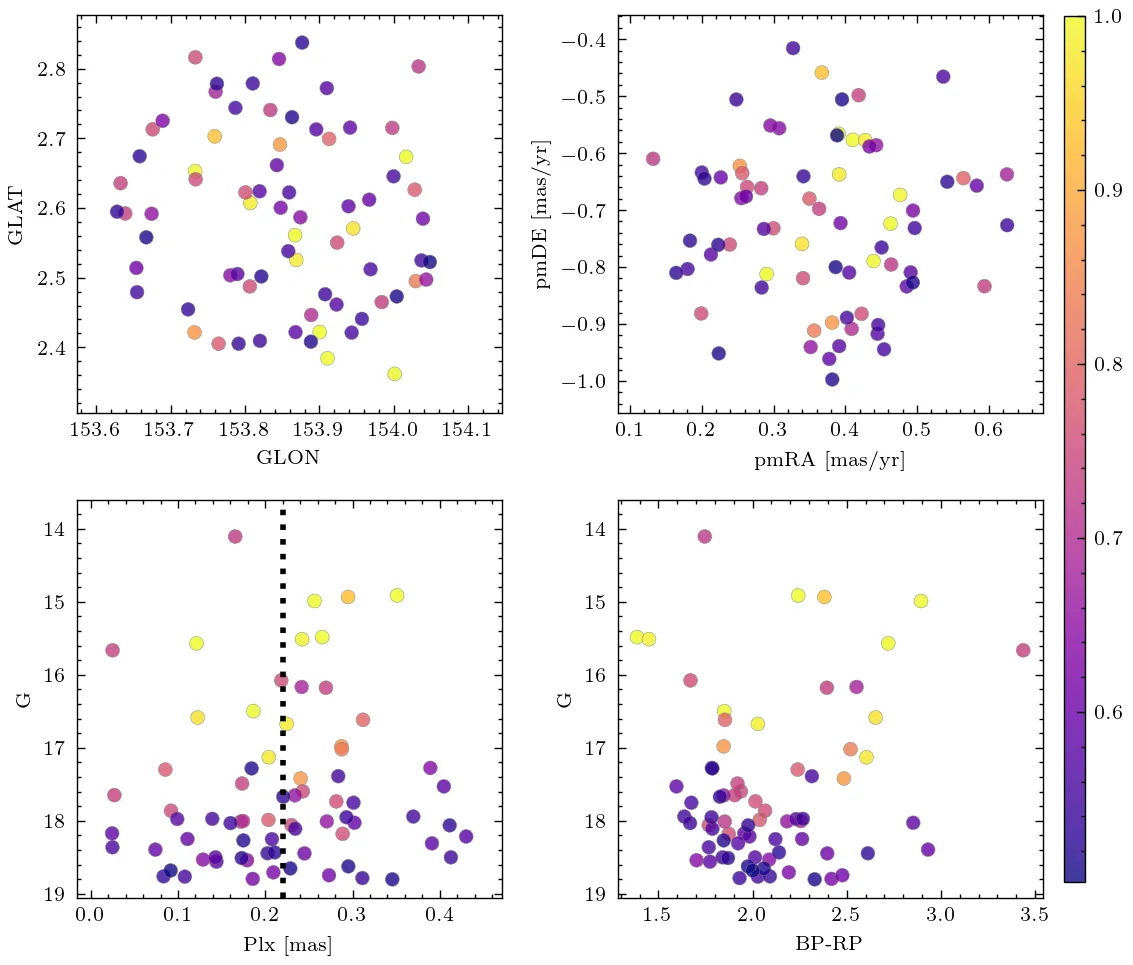 2.8
2.7
2.6
2.5
2.4
GLAT
153.6 153.7 153.8 153.9 154.0 154.1
GLON
−0.4
−0.5
−0.6
−0.7
−0.8
−0.9
−1.0
pmDE [mas/yr]
0.1 0.2 0.3 0.4 0.5 0.6
pmRA [mas/yr]
1.0
0.9
0.8
0.7
0.6
14
15
16
17
18
19
G
0.0 0.1 0.2 0.3 0.4
Plx [mas]
14
15
16
17
18
19
G
1.5 2.0 2.5 3.0 3.5
BP-RP